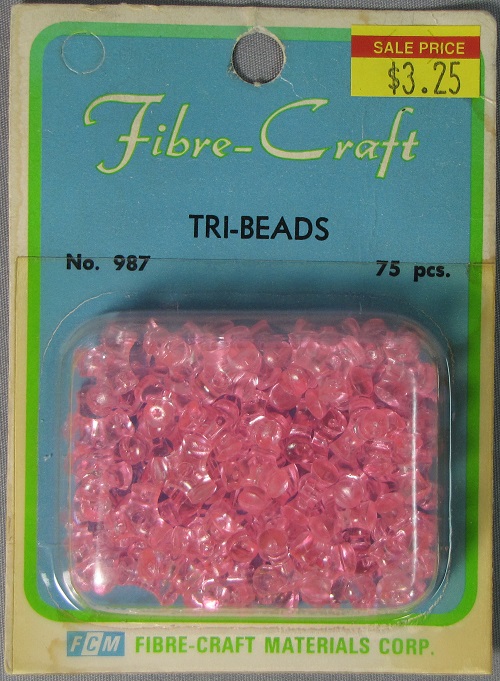 SALE PRICE
$3.25
Fibre-Craft
TRI-BEADS
No. 987 75 pcs.
FCM FIBRE-CRAFT MATERIALS CORP.